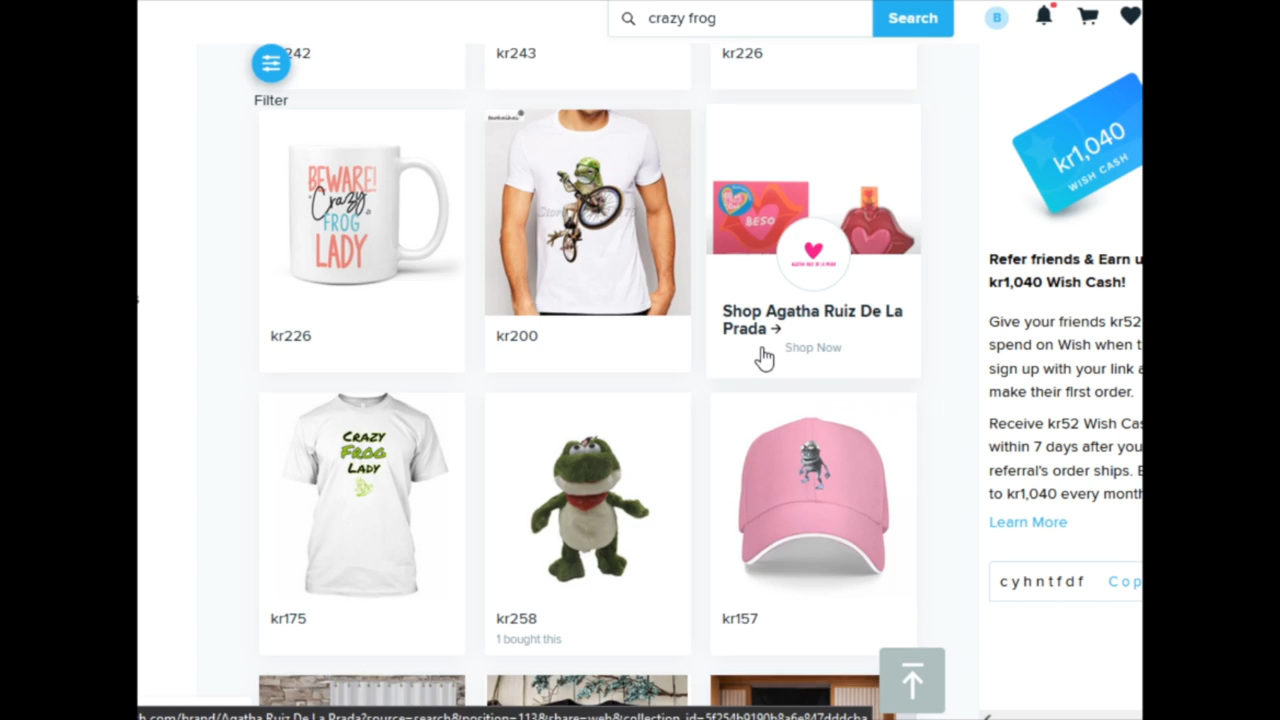 crazy frog
Search
B
242
kr243
kr226
Filter
BEWARE!
Crazy
FROG
LADY
BESO
kr1,040
WISH CASH
Shop Agatha Ruiz De La
Prada →
Shop Now
kr226
kr200
Refer friends & Earn u
kr1,040 Wish Cash!
Give your friends kr52
spend on Wish when t
sign up with your link a
make their first order.
Receive kr52 Wish Cas
within 7 days after you
referral's order ships. E
to kr1,040 every month
Learn More
cyhntfdf Cop
CRAZY
FROG
LADY
kr175
kr258
1 bought this
kr157